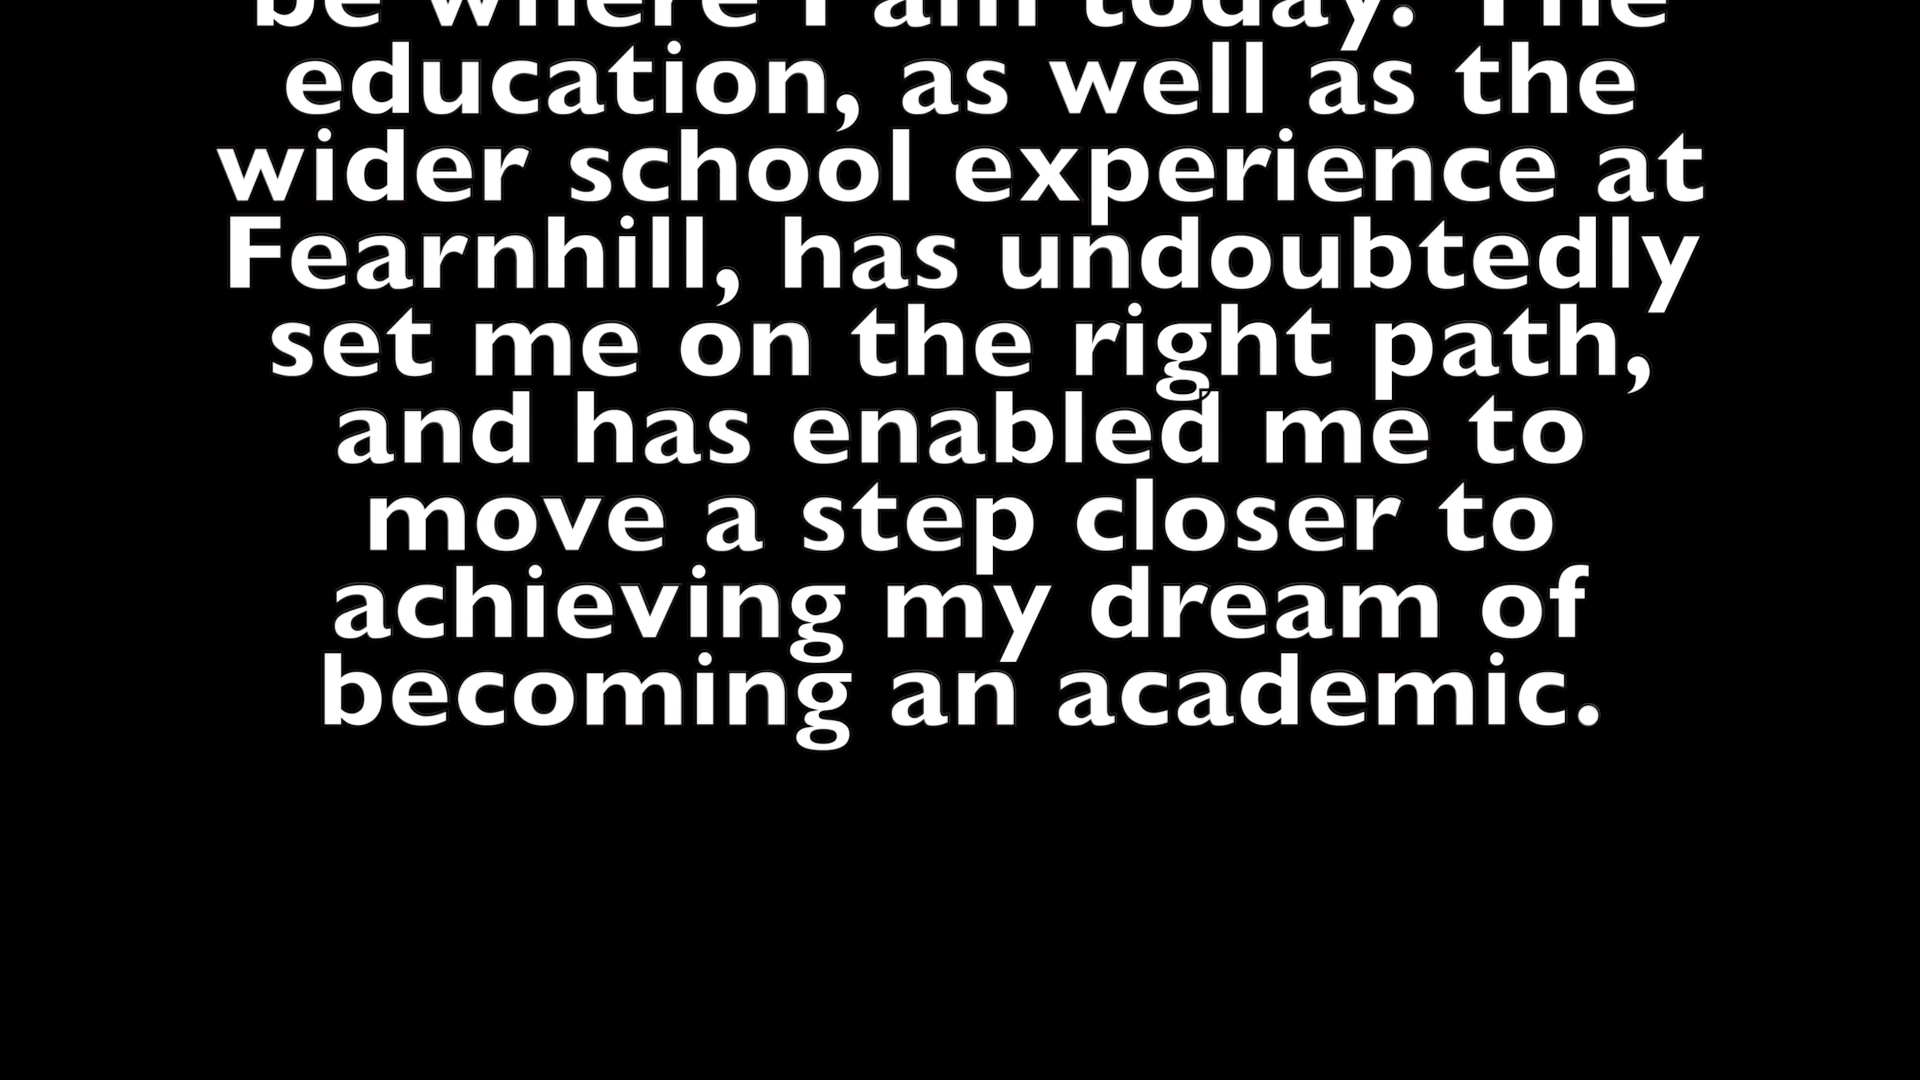 be where I am today. The
education, as well as the
wider school experience at
Fearnhill, has undoubtedly
set me on the right path,
and has enabled me to
move a step closer to
achieving my dream of
becoming an academic.